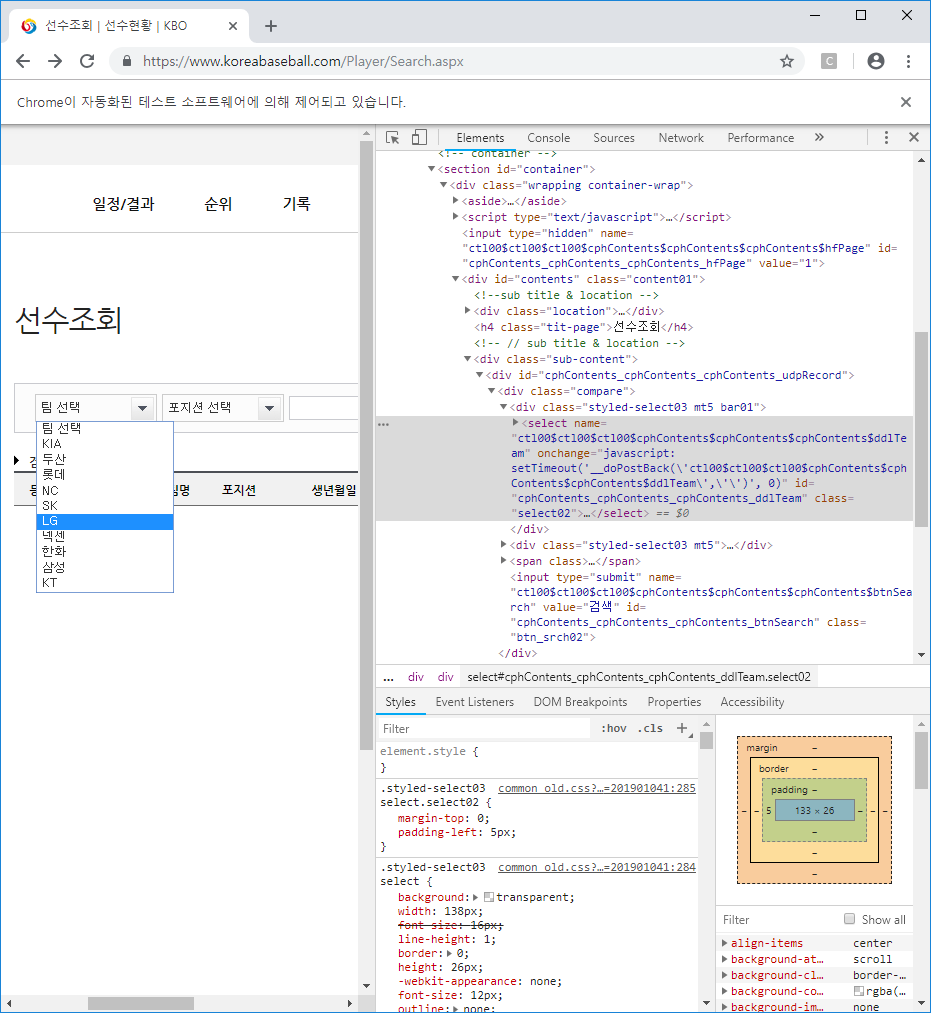 선수조회 | 선수현황 | KBO
https://www.koreabaseball.com/Player/Search.aspx
C
Chrome이 자동화된 테스트 소프트웨어에 의해 제어되고 있습니다.
일정/결과 순위 기록
선수조회
팀 선택 포지션 선택
팀 선택
KIA
두산
롯데
NC
SK
LG
넥센
한화
삼성
KT
팀명 포지션 생년월일
Elements Console Sources Network Performance »
<!-- container -->
▼<section id="container">
▼<div class="wrapping container-wrap">
▶<aside>…</aside>
▶<script type="text/javascript">…</script>
<input type="hidden" name=
"ctl00$ctl00$ctl00$cphContents$cphContents$cphContents$hfPage" id=
"cphContents_cphContents_cphContents_hfPage" value="1">
▼<div id="contents" class="content01">
<!--sub title & location -->
▶<div class="location">…</div>
<h4 class="tit-page">선수조회</h4>
<!-- // sub title & location -->
▼<div class="sub-content">
▼<div id="cphContents_cphContents_cphContents_udpRecord">
▼<div class="compare">
▼<div class="styled-select03 mt5 bar01">
… ▶<select name=
"ctl00$ctl00$ctl00$cphContents$cphContents$cphContents$ddlTe
am" onchange="javascript:
setTimeout('__doPostBack(\'ctl00$ctl00$ctl00$cphContents$cph
Contents$cphContents$ddlTeam\',\'\')', 0)" id=
"cphContents_cphContents_cphContents_ddlTeam" class=
"select02">…</select> == $0
</div>
▶<div class="styled-select03 mt5">…</div>
▶<span class>…</span>
<input type="submit" name=
"ctl00$ctl00$ctl00$cphContents$cphContents$cphContents$btnSea
rch" value="검색" id=
"cphContents_cphContents_cphContents_btnSearch" class=
"btn_srch02">
</div>
... div div select#cphContents_cphContents_cphContents_ddlTeam.select02
Styles Event Listeners DOM Breakpoints Properties Accessibility
Filter :hov .cls +
element.style {
}
.styled-select03 common_old.css?…=201901041:285
select.select02 {
margin-top: 0;
padding-left: 5px;
}
.styled-select03 common_old.css?…=201901041:284
select {
background:▶ transparent;
width: 138px;
font-size: 16px;
line-height: 1;
border:▶ 0;
height: 26px;
-webkit-appearance: none;
font-size: 12px;
outline:▶ none;
margin –
border –
padding –
– – 5 133 × 26 – – –
–
–
–
Filter Show all
▶align-items center
▶background-at… scroll
▶background-cl… border-…
▶background-co… rgba(…
▶background-im… none